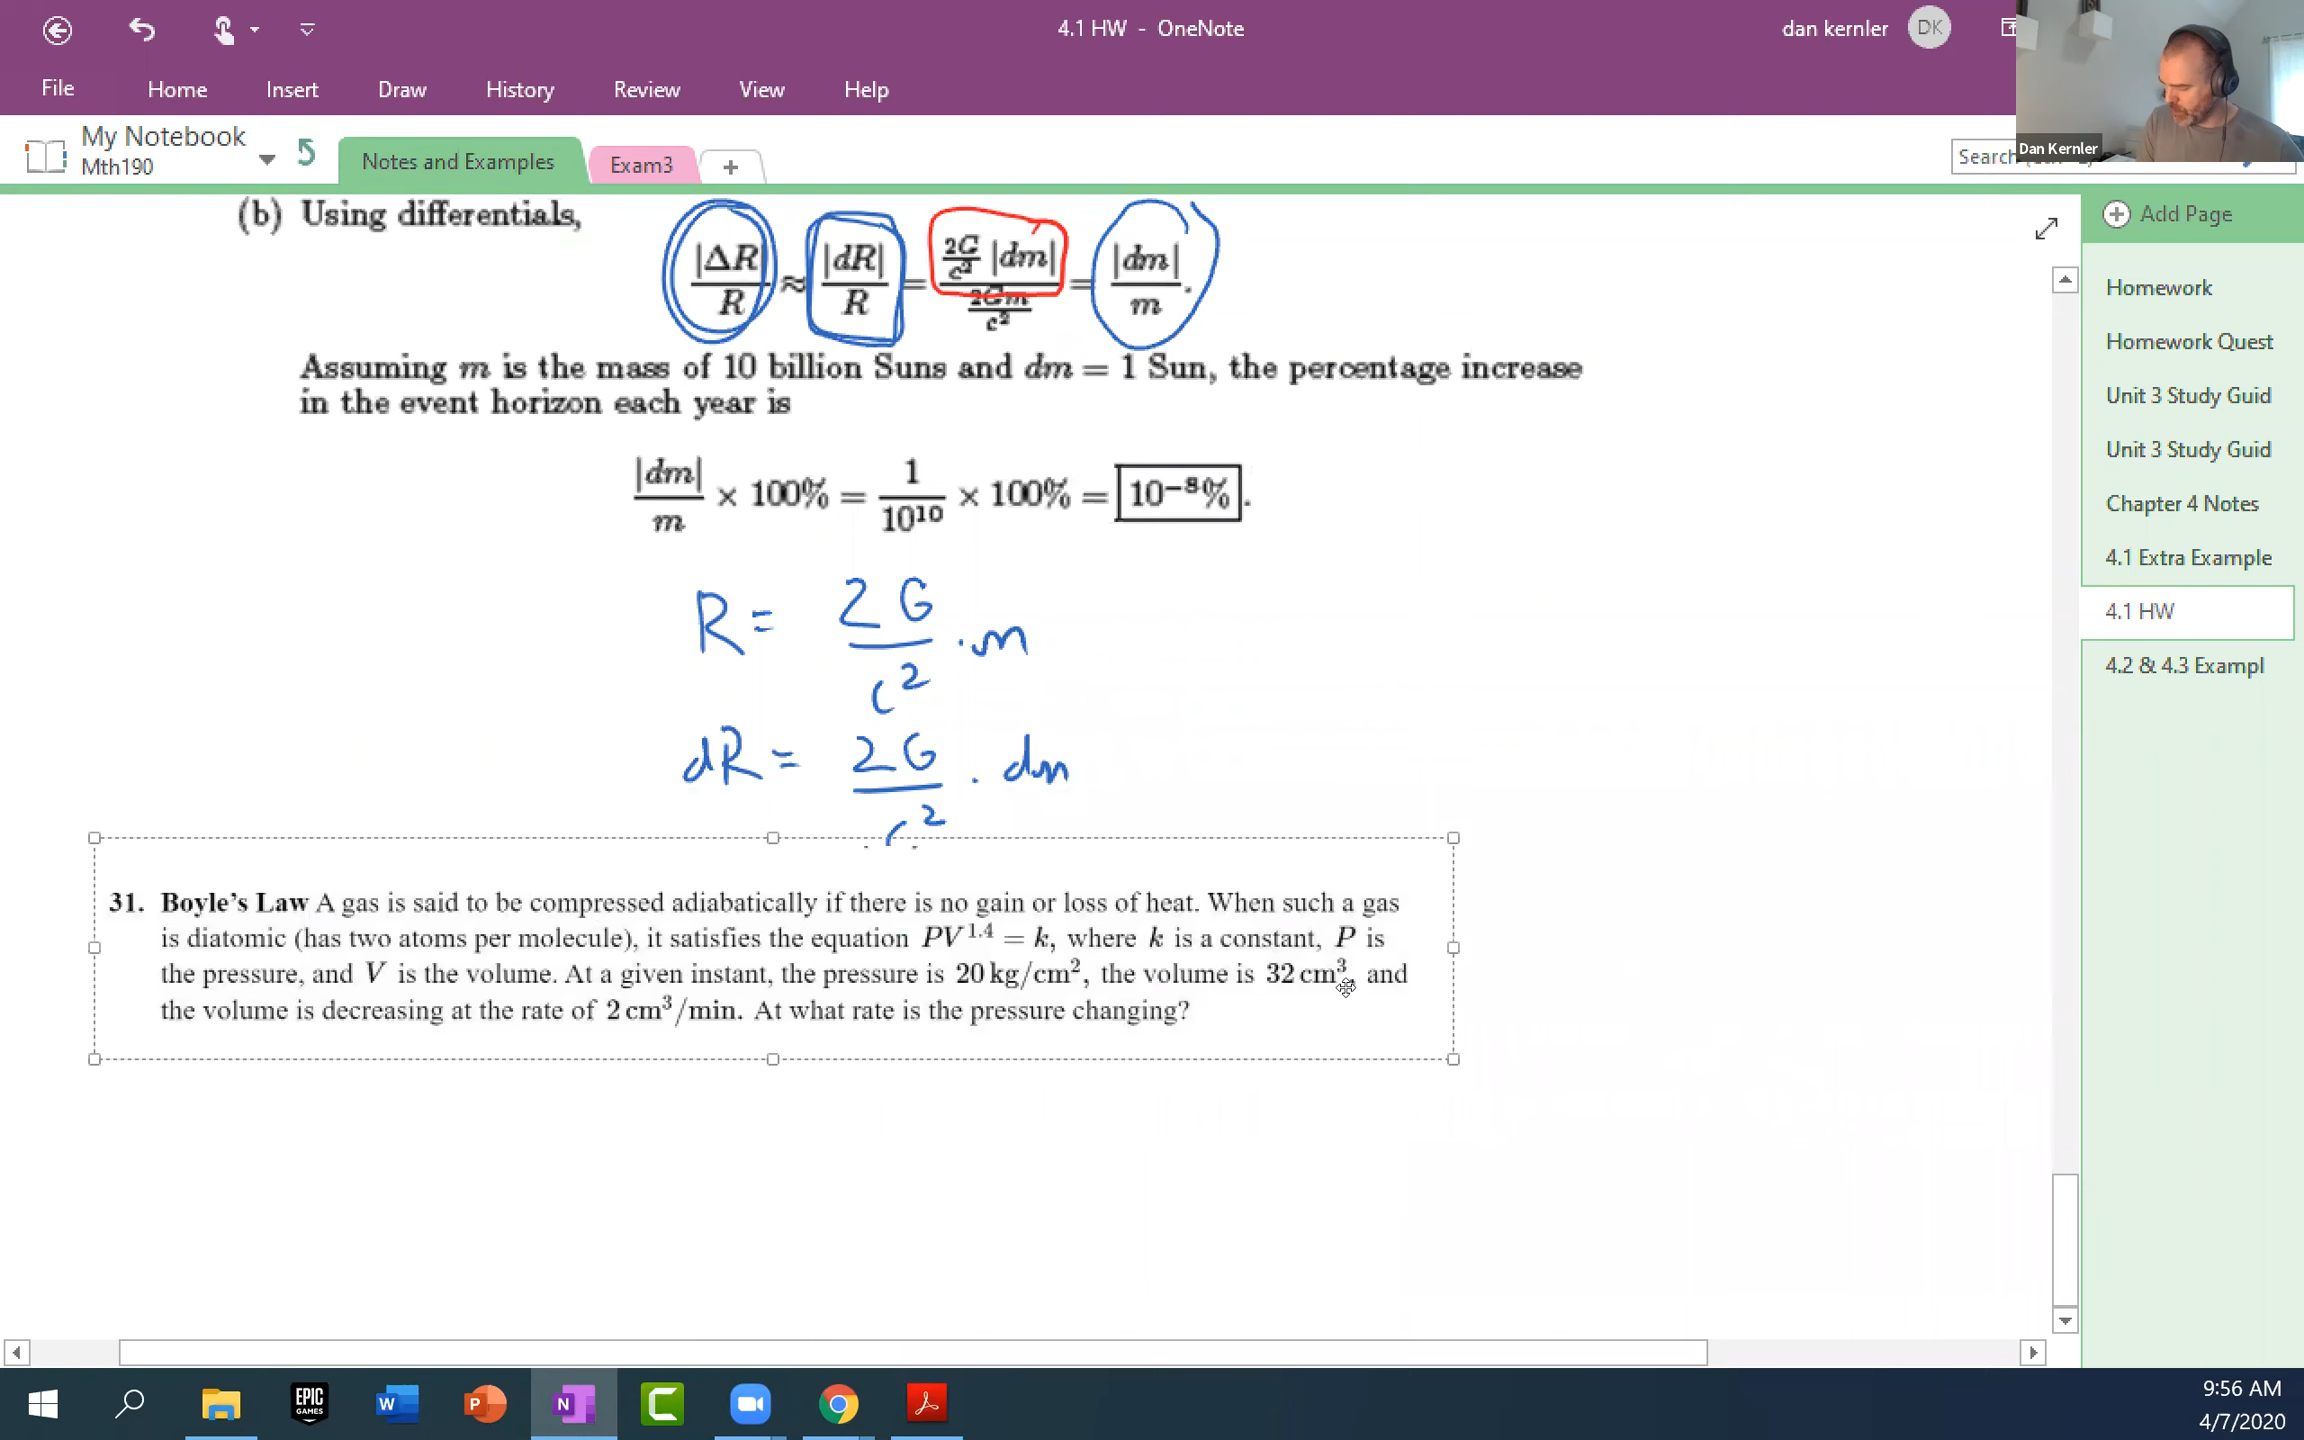 4.1 HW - OneNote
dan kernler
DK
File
Home
Insert
Draw
History
Review
View
Help
Dan Kernler
My Notebook
Mth190
Notes and Examples
Exam3
+
Search
Add Page
Homework
Homework Quest
Unit 3 Study Guid
Unit 3 Study Guid
Chapter 4 Notes
4.1 Extra Example
4.1 HW
4.2 & 4.3 Exampl
(b) Using differentials,
|ΔR|/R ≈ |dR|/R = (2G/c² |dm|)/(2Gm/c²) = |dm|/m.
Assuming m is the mass of 10 billion Suns and dm = 1 Sun, the percentage increase
in the event horizon each year is
|dm|/m × 100% = 1/10¹⁰ × 100% = 10⁻⁸%.
R = 2G/c² · m
dR = 2G/c² · dm
31. Boyle's Law A gas is said to be compressed adiabatically if there is no gain or loss of heat. When such a gas
is diatomic (has two atoms per molecule), it satisfies the equation PV^1.4 = k, where k is a constant, P is
the pressure, and V is the volume. At a given instant, the pressure is 20 kg/cm², the volume is 32 cm³, and
the volume is decreasing at the rate of 2 cm³/min. At what rate is the pressure changing?
EPIC
GAMES
W
P
N
9:56 AM
4/7/2020